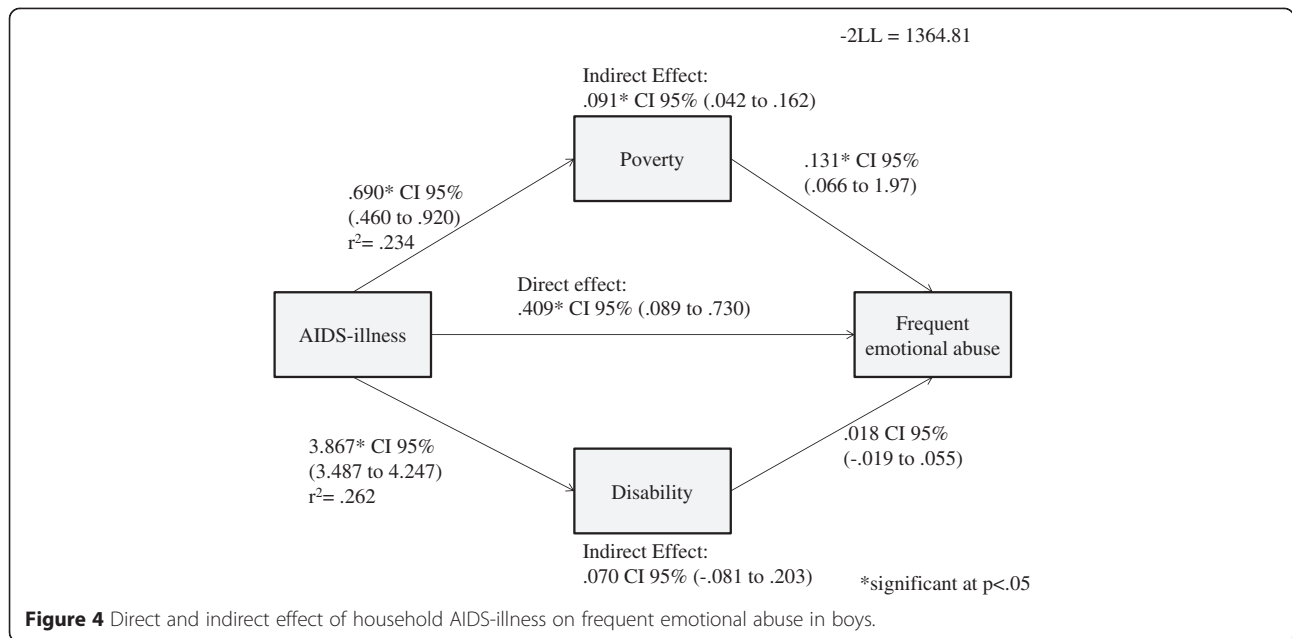 -2LL = 1364.81
Indirect Effect:
.091* CI 95% (.042 to .162)
Poverty
.131* CI 95%
(.066 to 1.97)
.690* CI 95%
(.460 to .920)
r²= .234
Direct effect:
.409* CI 95% (.089 to .730)
AIDS-illness
Frequent
emotional abuse
3.867* CI 95%
(3.487 to 4.247)
r²= .262
.018 CI 95%
(-.019 to .055)
Disability
Indirect Effect:
.070 CI 95% (-.081 to .203)
*significant at p<.05
Figure 4 Direct and indirect effect of household AIDS-illness on frequent emotional abuse in boys.